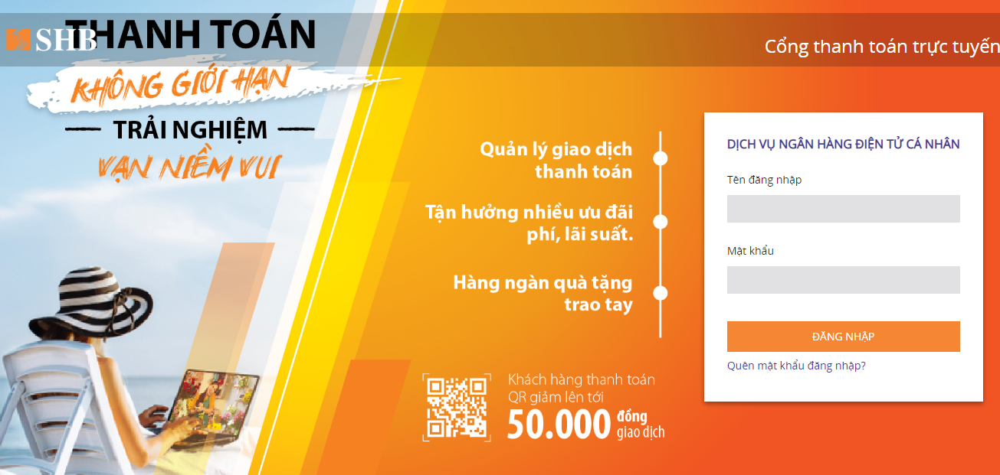 THANH TOÁN
SHB
Cổng thanh toán trực tuyến
KHÔNG GIỚI HẠN
TRẢI NGHIỆM
VẠN NIỀM VUI
Quản lý giao dịch
thanh toán
Tận hưởng nhiều ưu đãi
phí, lãi suất.
Hàng ngàn quà tặng
trao tay
Khách hàng thanh toán
QR giảm lên tới
50.000 đồng
giao dịch
DỊCH VỤ NGÂN HÀNG ĐIỆN TỬ CÁ NHÂN
Tên đăng nhập
Mật khẩu
ĐĂNG NHẬP
Quên mật khẩu đăng nhập?